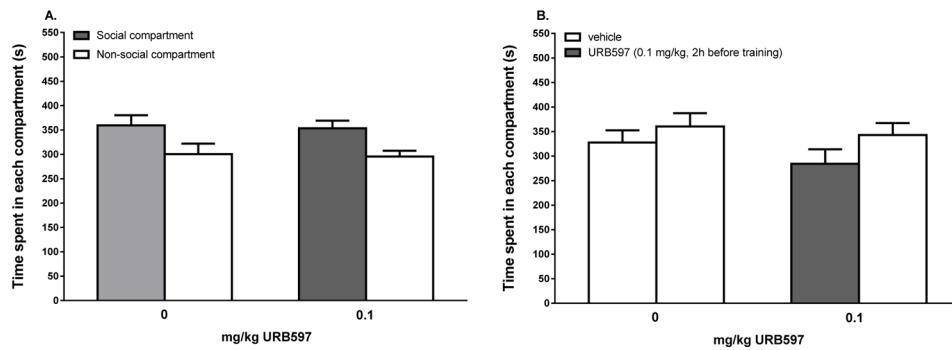 A.
Social compartment
Non-social compartment
Time spent in each compartment (s)
550
500
450
400
350
300
250
200
150
100
50
0
0
0.1
mg/kg URB597
B.
vehicle
URB597 (0.1 mg/kg, 2h before training)
Time spent in each compartment (s)
550
500
450
400
350
300
250
200
150
100
50
0
0
0.1
mg/kg URB597